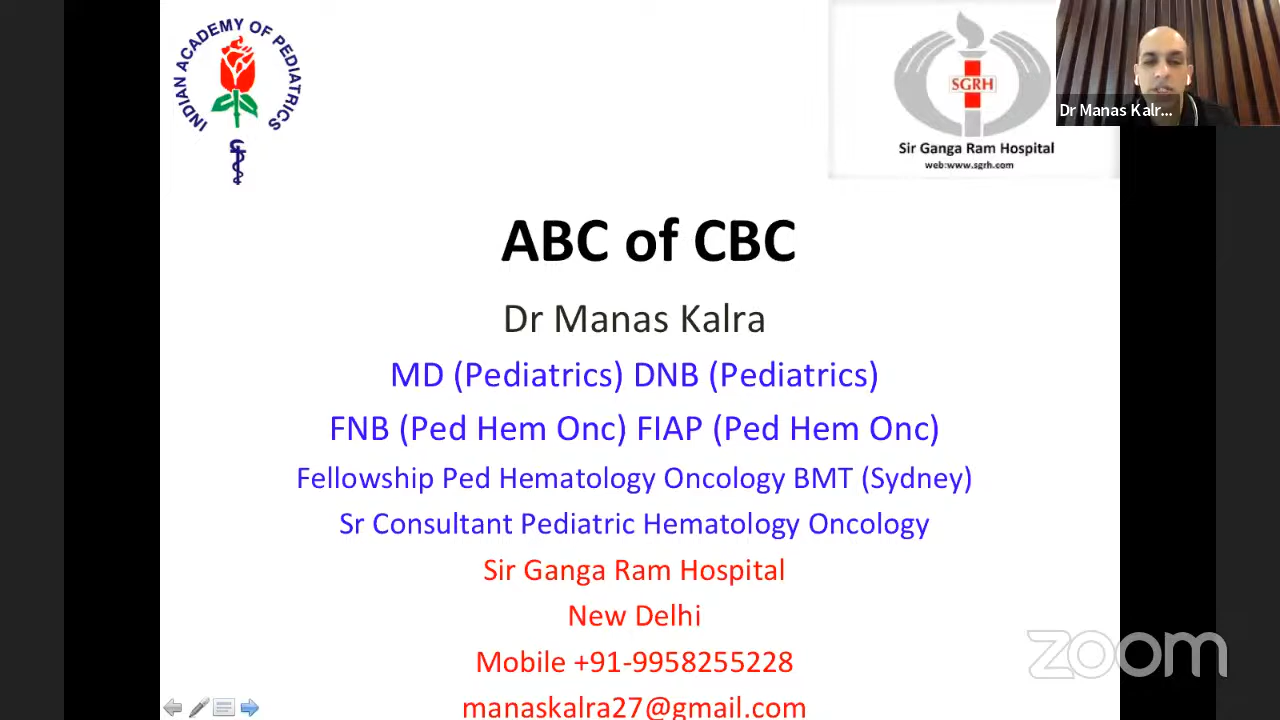 INDIAN ACADEMY OF PEDIATRICS
SGRH
Sir Ganga Ram Hospital
web:www.sgrh.com
Dr Manas Kalr...
ABC of CBC
Dr Manas Kalra
MD (Pediatrics) DNB (Pediatrics)
FNB (Ped Hem Onc) FIAP (Ped Hem Onc)
Fellowship Ped Hematology Oncology BMT (Sydney)
Sr Consultant Pediatric Hematology Oncology
Sir Ganga Ram Hospital
New Delhi
Mobile +91-9958255228
manaskalra27@gmail.com
zoom